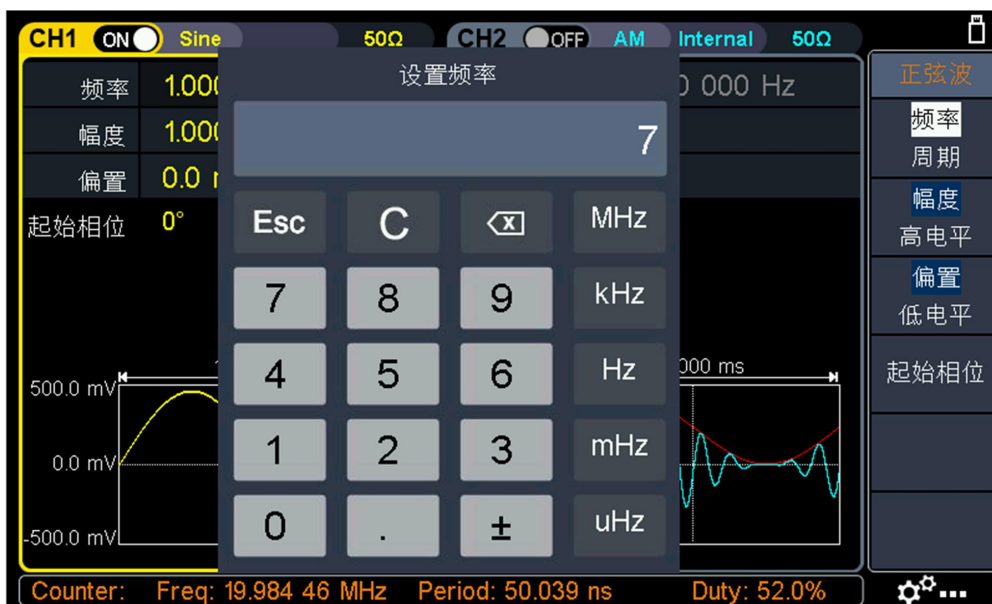 CH1 ON Sine 50Ω CH2 OFF AM Internal 50Ω
设置频率
频率 1.000
0 000 Hz
幅度 1.000
偏置 0.0
起始相位 0°
7
Esc C MHz
7 8 9 kHz
4 5 6 Hz
1 2 3 mHz
0 . ± uHz
000 ms
500.0 mV
0.0 mV
-500.0 mV
正弦波
频率
周期
幅度
高电平
偏置
低电平
起始相位
Counter: Freq: 19.984 46 MHz Period: 50.039 ns Duty: 52.0%